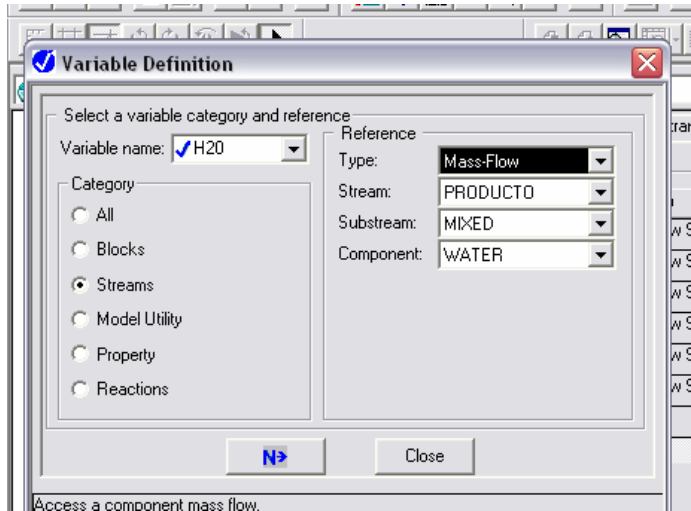 Variable Definition
Select a variable category and reference
Variable name: H20
Category
All
Blocks
Streams
Model Utility
Property
Reactions
Reference
Type: Mass-Flow
Stream: PRODUCTO
Substream: MIXED
Component: WATER
N
Close
Access a component mass flow.